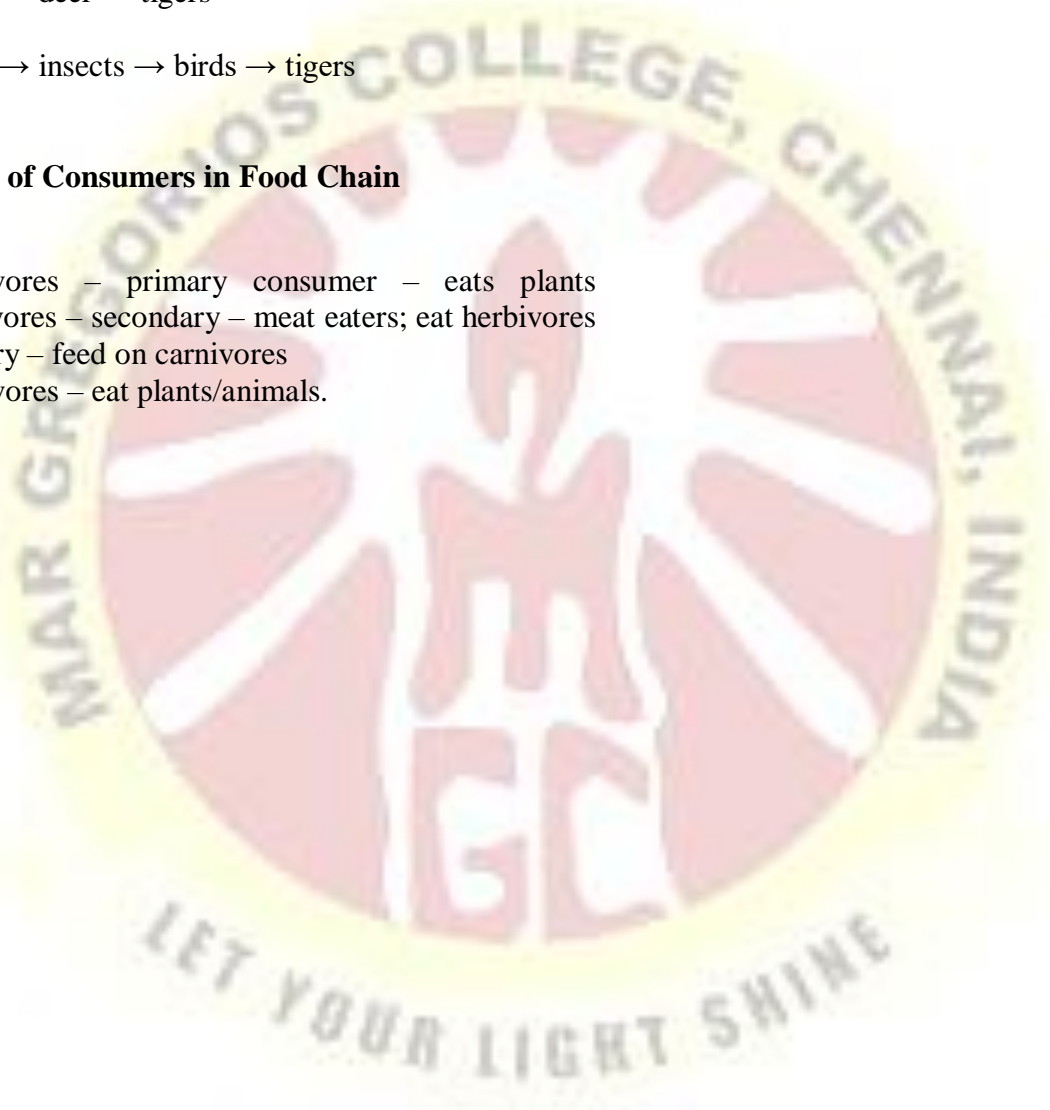 deer tigers
→ insects → birds → tigers
of Consumers in Food Chain
vores – primary consumer – eats plants
vores – secondary – meat eaters; eat herbivores
ry – feed on carnivores
vores – eat plants/animals.
MAR GREGORIOS COLLEGE, CHENNAI, INDIA
GC
LET YOUR LIGHT SHINE